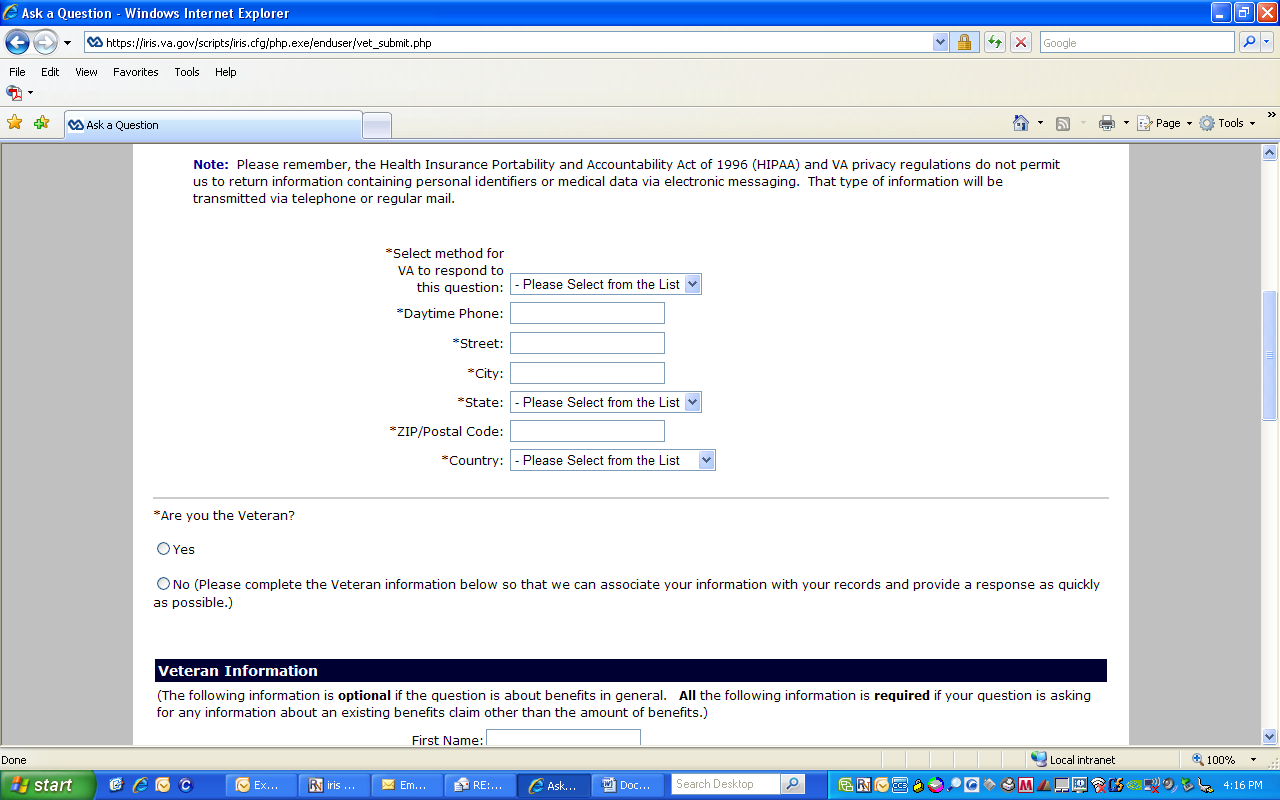 Ask a Question - Windows Internet Explorer
https://iris.va.gov/scripts/iris.cfg/php.exe/enduser/vet_submit.php
Google
File Edit View Favorites Tools Help
Ask a Question
Page Tools »
Note: Please remember, the Health Insurance Portability and Accountability Act of 1996 (HIPAA) and VA privacy regulations do not permit
us to return information containing personal identifiers or medical data via electronic messaging. That type of information will be
transmitted via telephone or regular mail.
*Select method for
VA to respond to
this question: - Please Select from the List
*Daytime Phone:
*Street:
*City:
*State: - Please Select from the List
*ZIP/Postal Code:
*Country: - Please Select from the List
*Are you the Veteran?
Yes
No (Please complete the Veteran information below so that we can associate your information with your records and provide a response as quickly
as possible.)
Veteran Information
(The following information is optional if the question is about benefits in general. All the following information is required if your question is asking
for any information about an existing benefits claim other than the amount of benefits.)
First Name:
Done Local intranet 100%
start Ex... iris ... Em... RE:... Ask... Doc... Search Desktop 4:16 PM